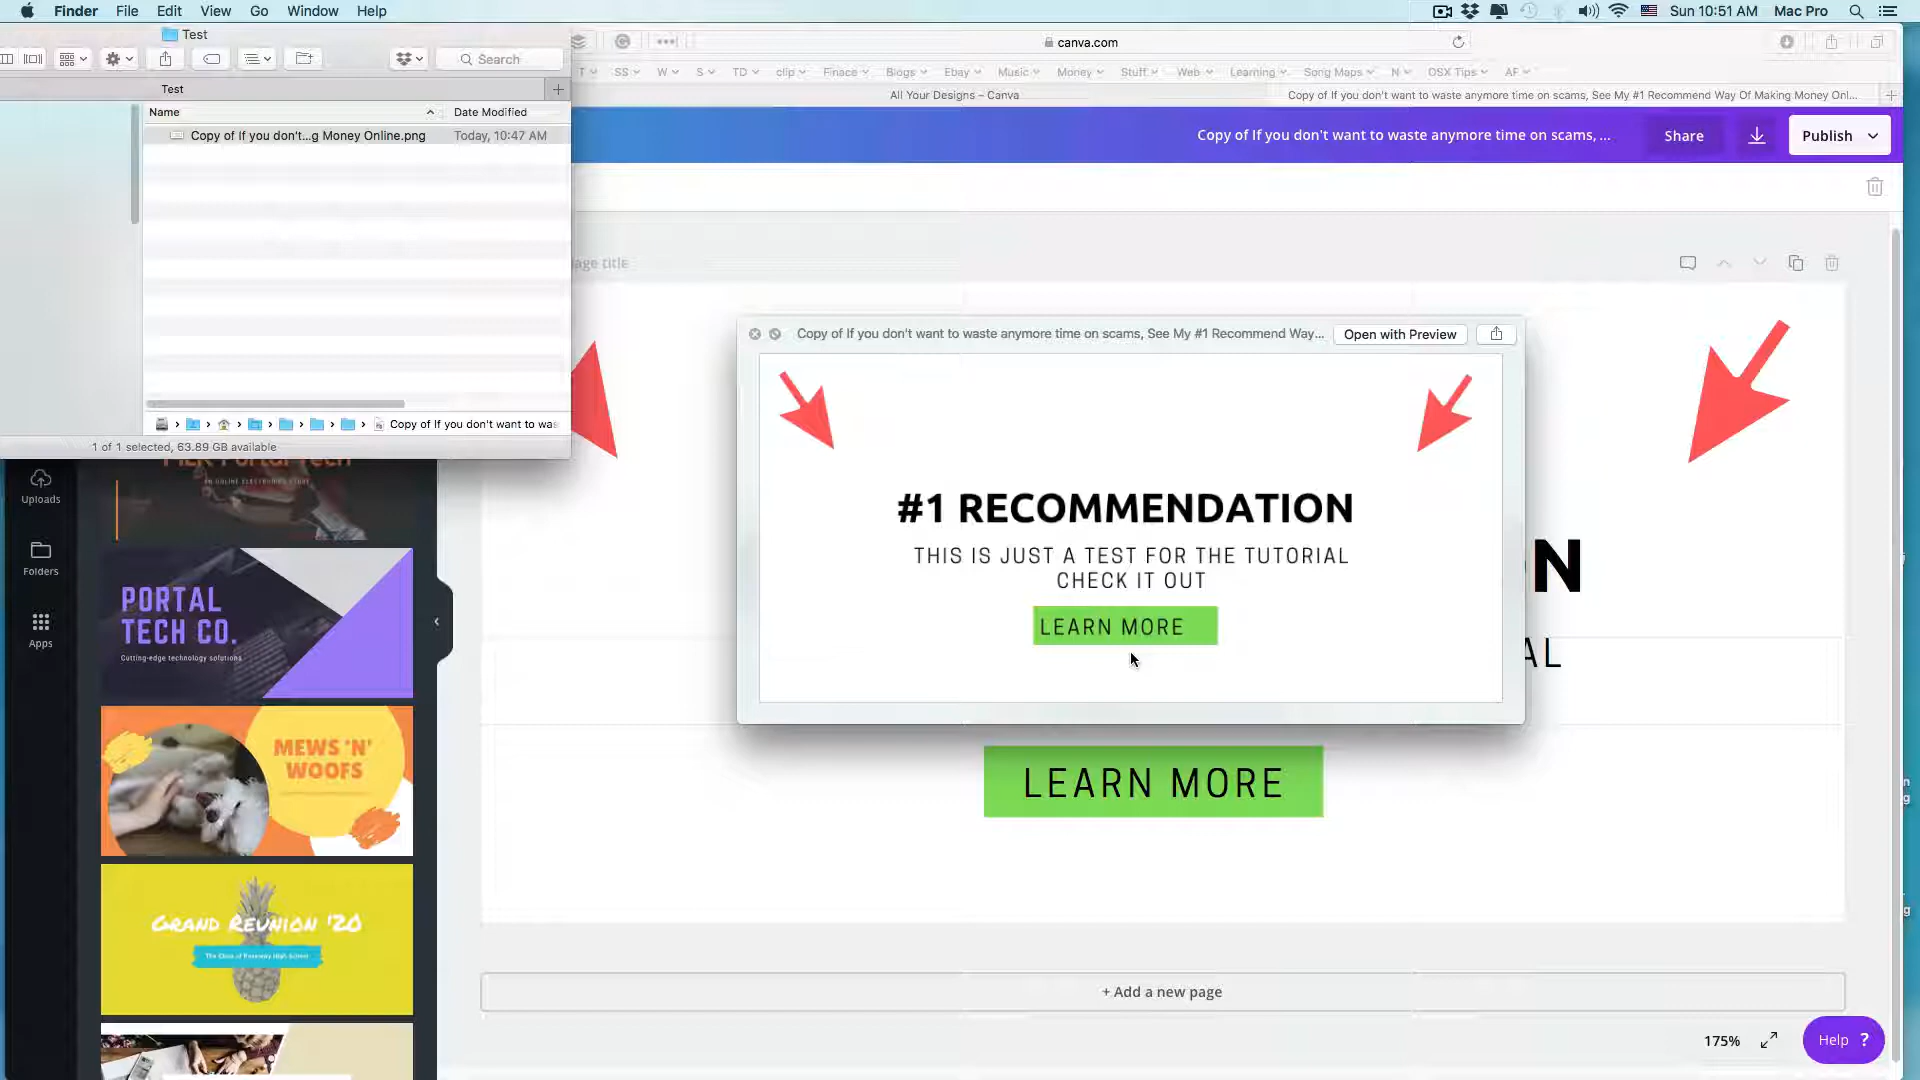 Finder File Edit View Go Window Help
Sun 10:51 AM Mac Pro
Test
Search
canva.com
T SS W S TD clip Finace Blogs Ebay Music Money Stuff Web Learning Song Maps N OSX Tips AF
Test
All Your Designs – Canva
Copy of If you don't want to waste anymore time on scams, See My #1 Recommend Way Of Making Money Onl...
Name
Date Modified
Copy of If you don't...g Money Online.png
Today, 10:47 AM
Copy of If you don't want to waste anymore time on scams, ...
Share
Publish
age title
Copy of If you don't want to was
1 of 1 selected, 63.89 GB available
Copy of If you don't want to waste anymore time on scams, See My #1 Recommend Way...
Open with Preview
#1 RECOMMENDATION
THIS IS JUST A TEST FOR THE TUTORIAL
CHECK IT OUT
LEARN MORE
N
AL
LEARN MORE
Uploads
Folders
Apps
AN ONLINE ELECTRONICS STORE
PORTAL
TECH CO.
Cutting-edge technology solutions
MEWS 'N'
WOOFS
GRAND REUNION '20
+ Add a new page
175%
Help ?